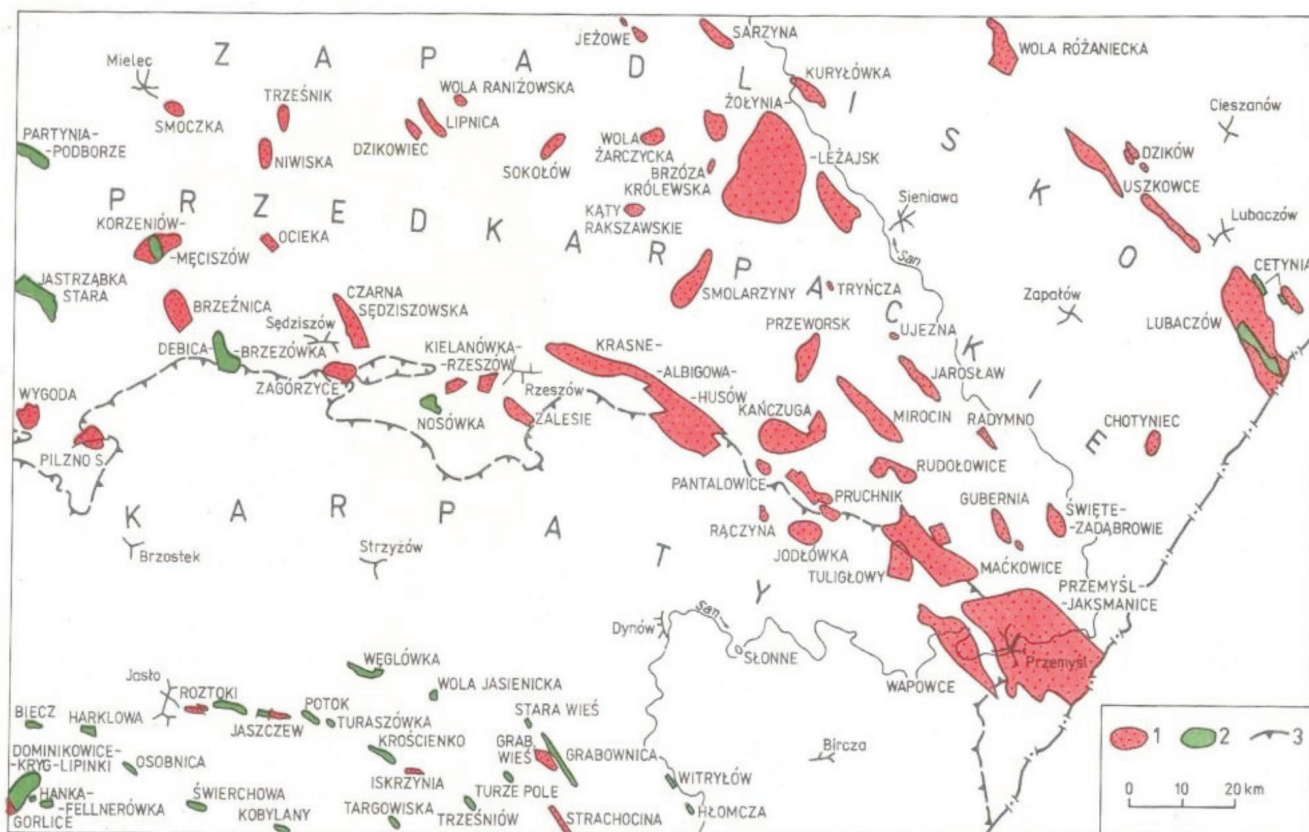 JEŻOWE
SARZYNA
WOLA RÓŻANIECKA
Mielec
ZAPADLISKO
PRZEDKARPACKIE
KARPATY
SMOCZKA
TRZEŚNIK
WOLA RANIŻOWSKA
LIPNICA
DZIKOWIEC
KURYŁÓWKA
ŻOŁYNIA-
-LEŻAJSK
Cieszanów
PARTYNIA-
-PODBORZE
NIWISKA
SOKOŁÓW
WOLA
ŻARCZYCKA
BRZÓZA
KRÓLEWSKA
DZIKÓW
USZKOWCE
Sieniawa
Lubaczów
KORZENIÓW-
-MĘCISZÓW
OCIEKA
KĄTY
RAKSZAWSKIE
San
CETYNIA
JASTRZĄBKA
STARA
BRZEŹNICA
CZARNA
SĘDZISZOWSKA
SMOLARZYNY
TRYŃCZA
Zapałów
LUBACZÓW
Sędziszów
PRZEWORSK
UJEZNA
DEBICA-
-BRZEZÓWKA
ZAGÓRZYCE
KIELANÓWKA-
-RZESZÓW
Rzeszów
KRASNE-
-ALBIGOWA-
-HUSÓW
JAROSŁAW
WYGODA
NOSÓWKA
ZALESIE
KAŃCZUGA
MIROCIN
RADYMNO
CHOTYNIEC
PILZNO S
PANTALOWICE
PRUCHNIK
RUDOŁOWICE
GUBERNIA
ŚWIĘTE-
-ZADĄBROWIE
RĄCZYNA
JODŁÓWKA
TULIGŁOWY
MAĆKOWICE
Brzostek
Strzyżów
PRZEMYŚL-
-JAKSMANICE
Dynów
San
SŁONNE
WAPOWCE
Przemyśl
WĘGLÓWKA
Jasło
ROZTOKI
POTOK
WOLA JASIENICKA
BIECZ
HARKLOWA
JASZCZEW
TURASZÓWKA
STARA WIEŚ
DOMINIKOWICE-
-KRYG-LIPINKI
OSOBNICA
KROŚCIENKO
GRAB
WIEŚ
GRABOWNICA
Bircza
ISKRZYNIA
WITRYŁÓW
HANKA-
-FELLNERÓWKA
ŚWIERCHOWA
TURZE POLE
HŁOMCZA
GORLICE
KOBYLANY
TARGOWISKA
TRZEŚNIÓW
STRACHOCINA
1 2 3
0 10 20 km